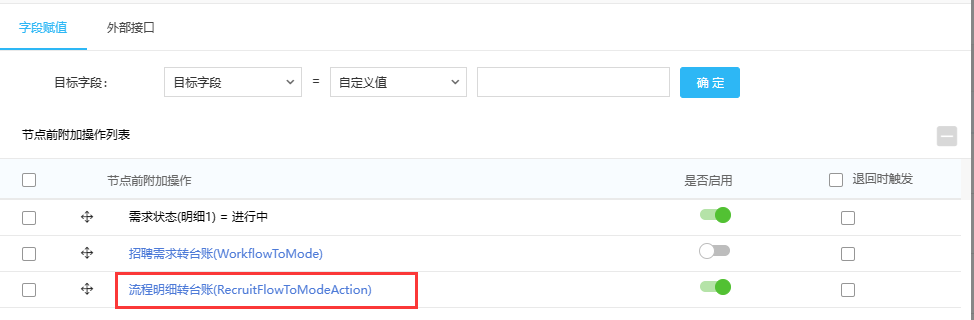 字段赋值 外部接口
目标字段: 目标字段 = 自定义值 确 定
节点前附加操作列表
节点前附加操作 是否启用 退回时触发
需求状态(明细1) = 进行中
招聘需求转台账(WorkflowToMode)
流程明细转台账(RecruitFlowToModeAction)